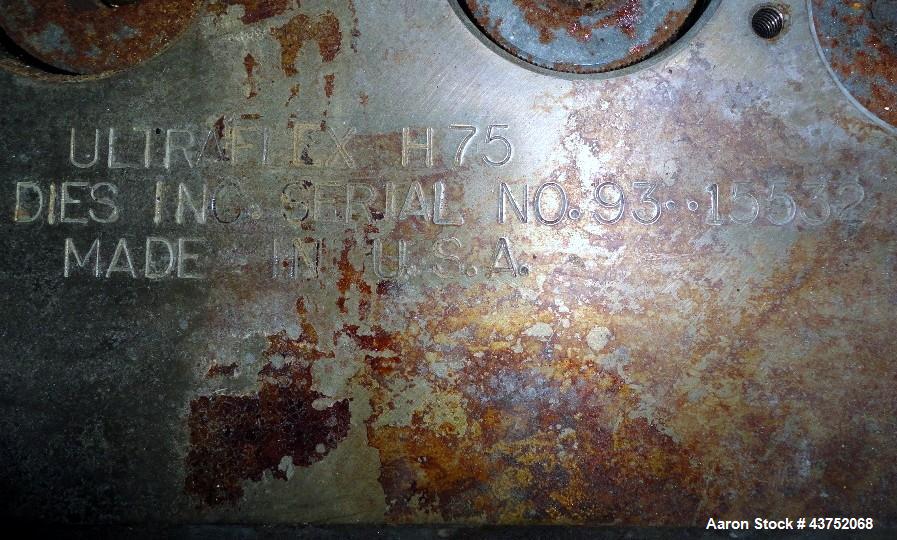 ULTRAFLEX H75
DIES INC. SERIAL NO. 93-·15532
MADE IN U.S.A.
Aaron Stock # 43752068